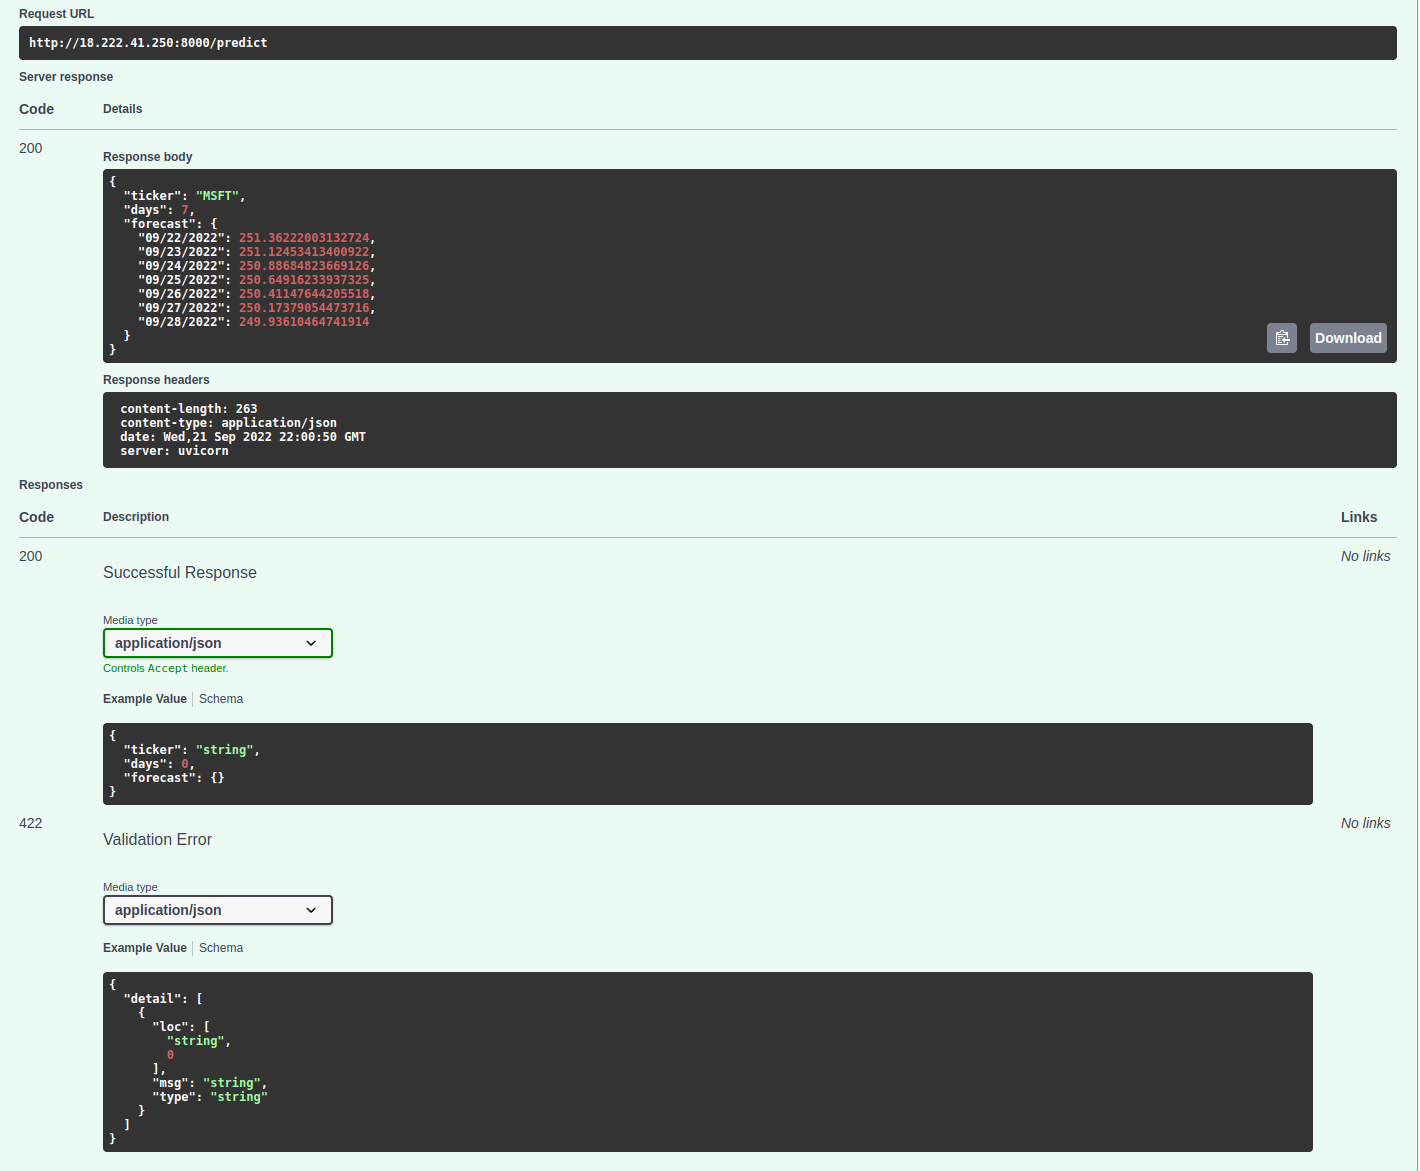 Request URL
http://18.222.41.250:8000/predict
Server response
Code Details
200
Response body
{
  "ticker": "MSFT",
  "days": 7,
  "forecast": {
    "09/22/2022": 251.36222003132724,
    "09/23/2022": 251.12453413400922,
    "09/24/2022": 250.88684823669126,
    "09/25/2022": 250.64916233937325,
    "09/26/2022": 250.41147644205518,
    "09/27/2022": 250.17379054473716,
    "09/28/2022": 249.93610464741914
  }
}
Download
Response headers
content-length: 263
content-type: application/json
date: Wed,21 Sep 2022 22:00:50 GMT
server: uvicorn
Responses
Code Description Links
200 No links
Successful Response
Media type
application/json
Controls Accept header.
Example Value Schema
{
  "ticker": "string",
  "days": 0,
  "forecast": {}
}
422 No links
Validation Error
Media type
application/json
Example Value Schema
{
  "detail": [
    {
      "loc": [
        "string",
        0
      ],
      "msg": "string",
      "type": "string"
    }
  ]
}